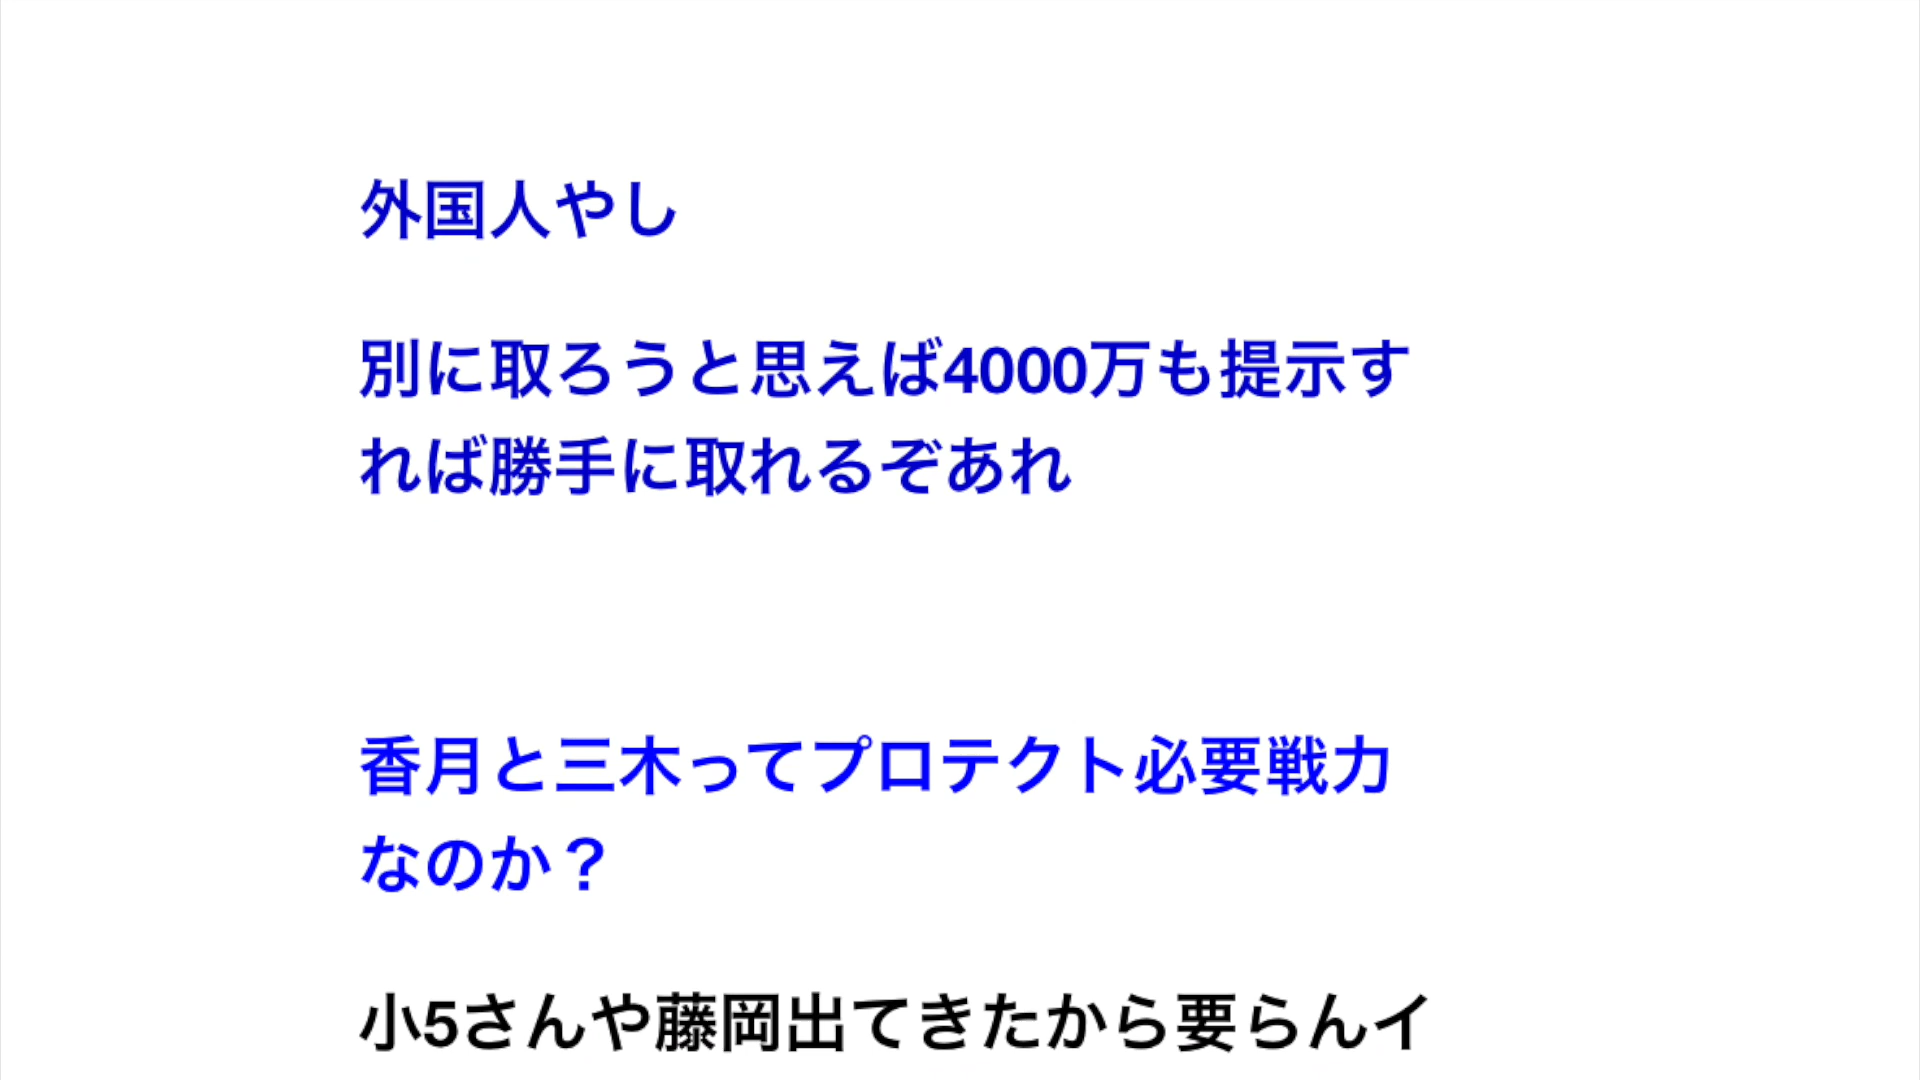 外国人やし
別に取ろうと思えば4000万も提示す
れば勝手に取れるぞあれ
香月と三木ってプロテクト必要戦力
なのか？
小5さんや藤岡出てきたから要らんイ